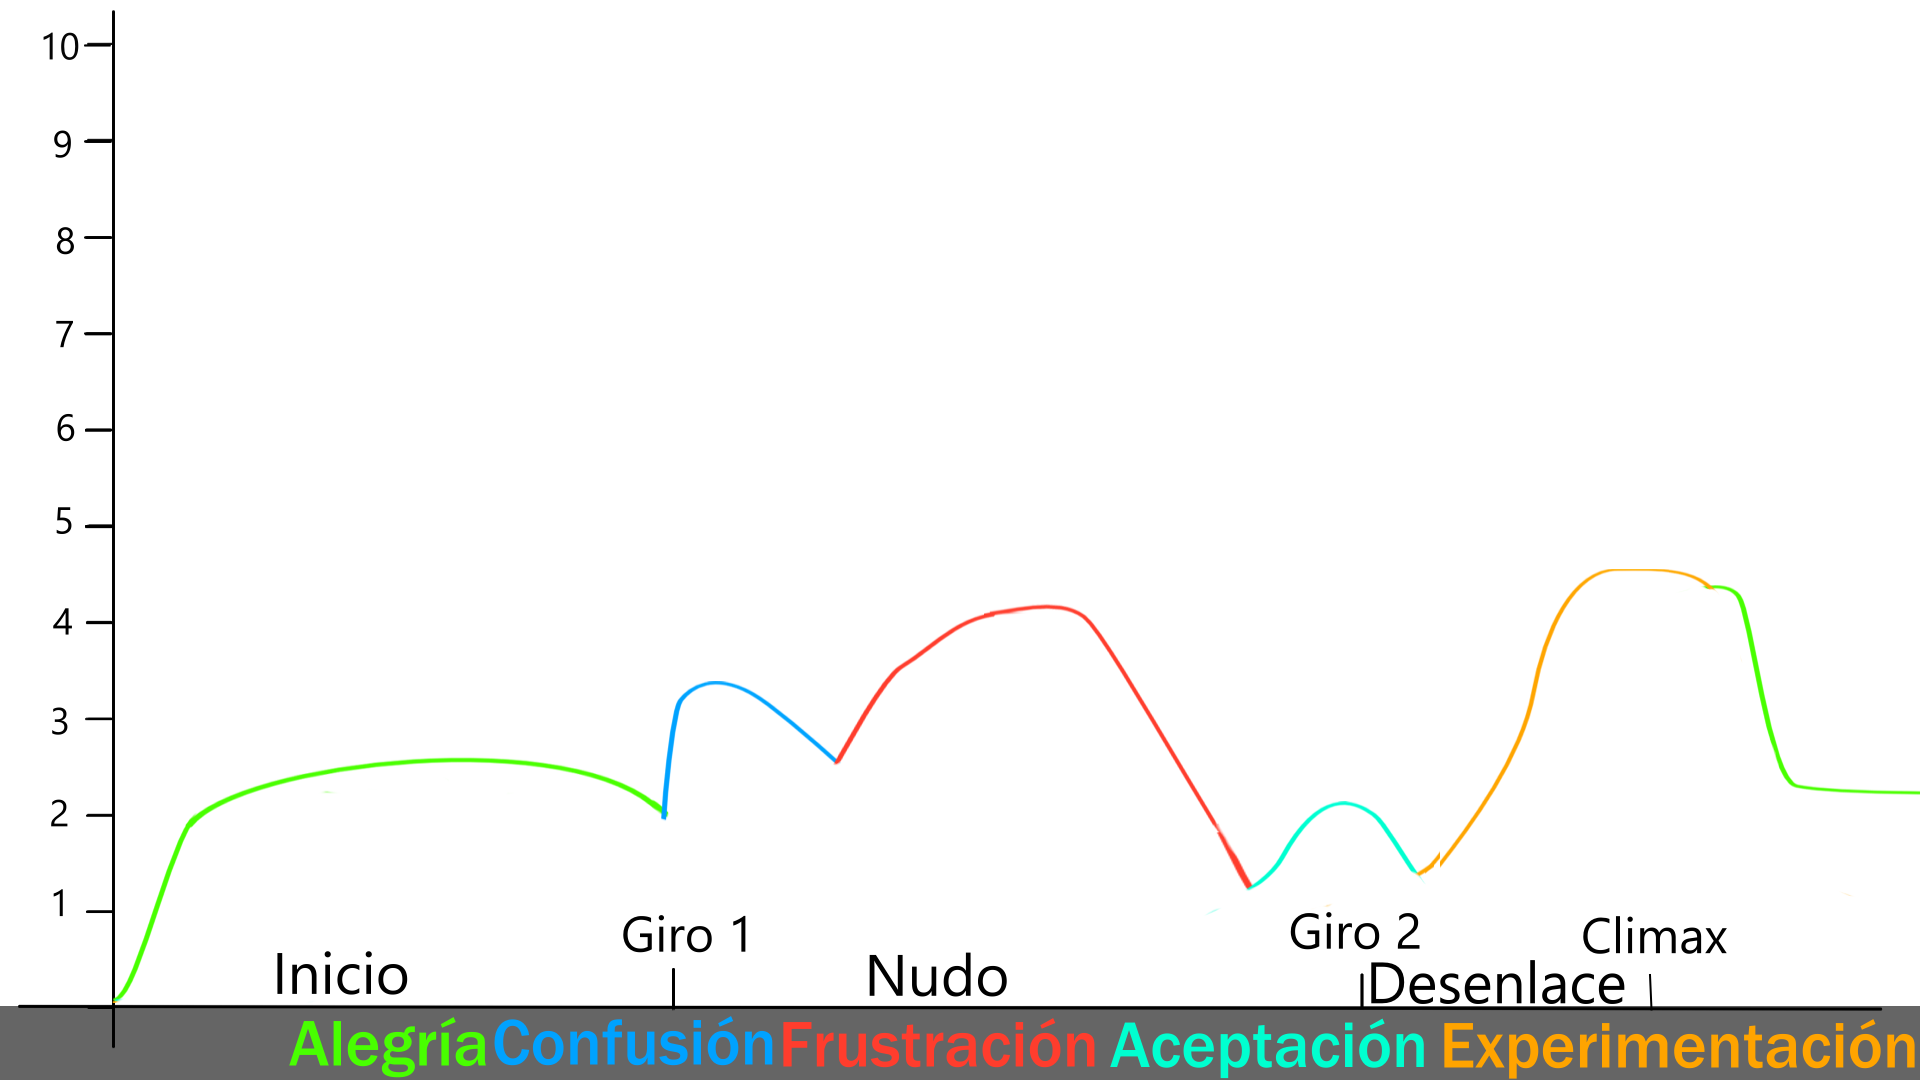 10
9
8
7
6
5
4
3
2
1
Giro 1
Giro 2
Climax
Inicio
Nudo
Desenlace
Alegría Confusión Frustración Aceptación Experimentación